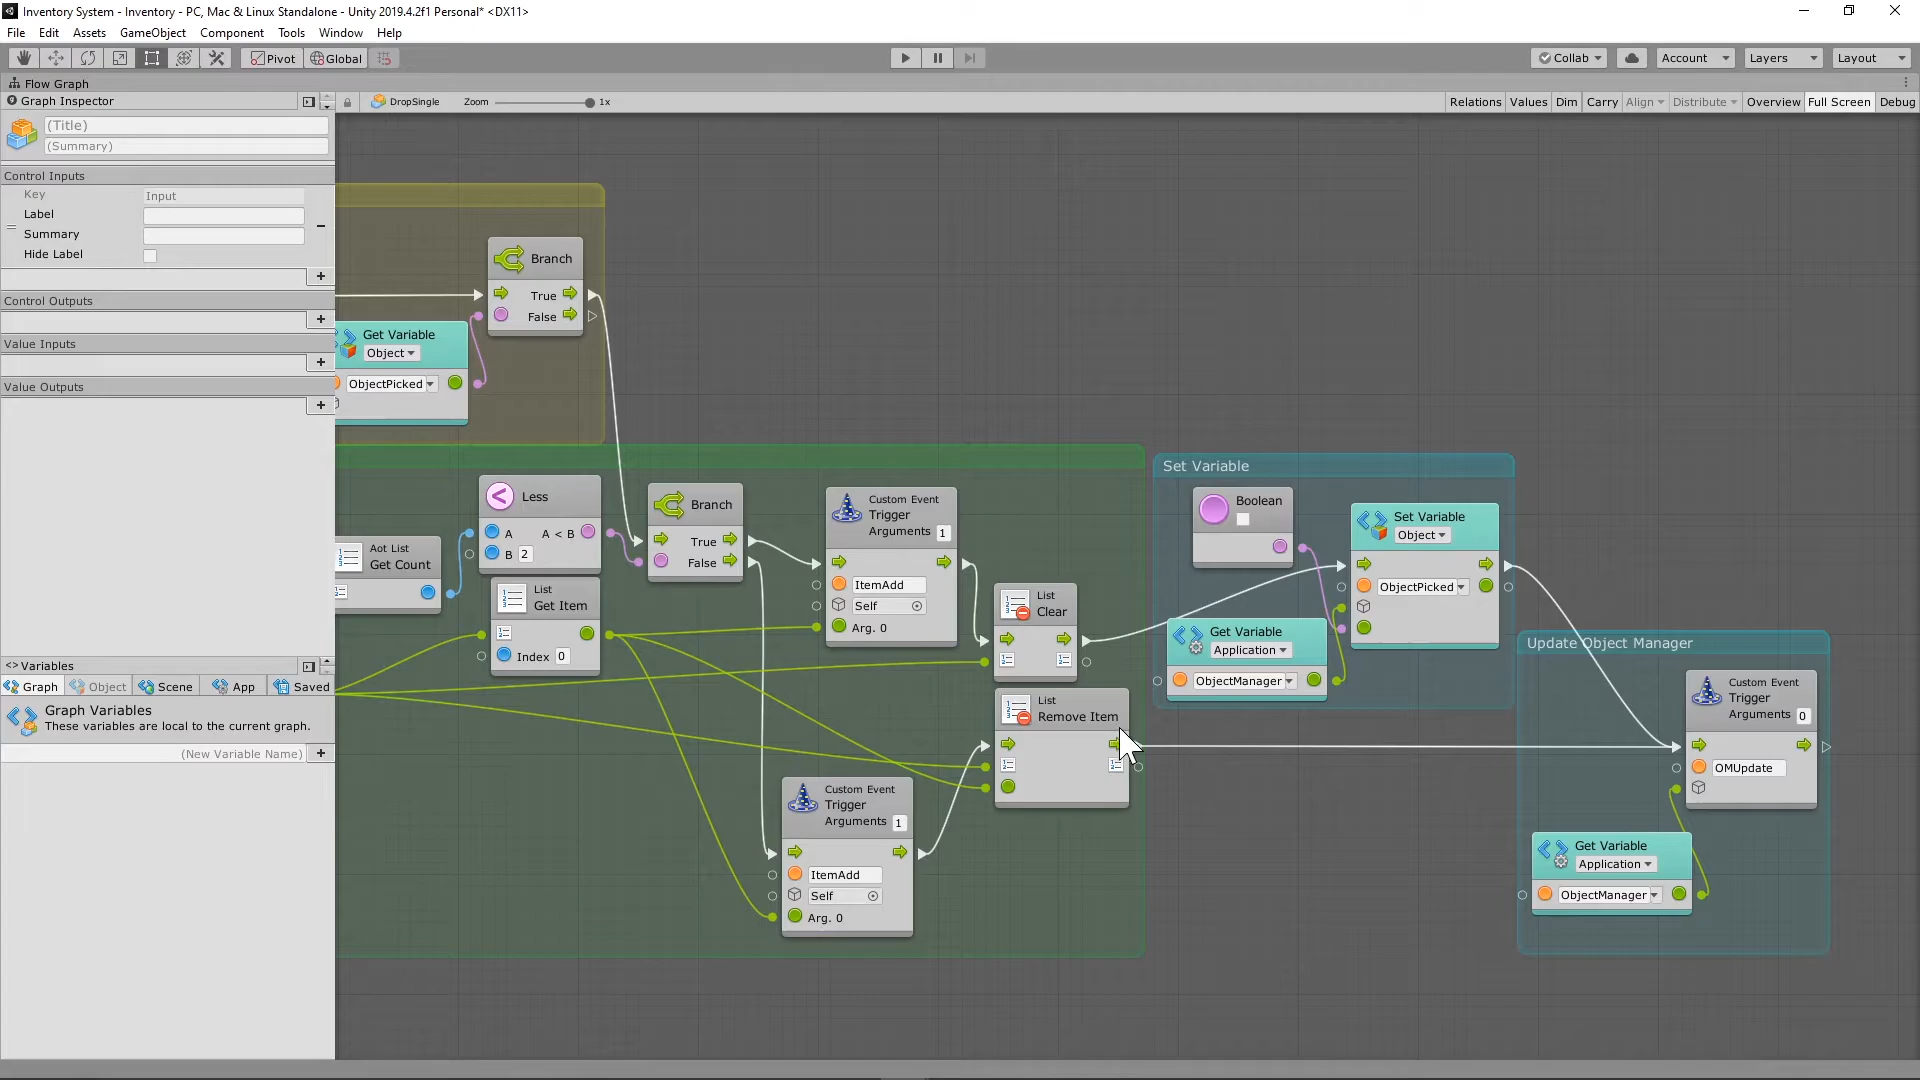 Inventory System - Inventory - PC, Mac & Linux Standalone - Unity 2019.4.2f1 Personal* <DX11>
File Edit Assets GameObject Component Tools Window Help
Pivot Global Collab Account Layers Layout
Flow Graph
Graph Inspector DropSingle Zoom 1x Relations Values Dim Carry Align Distribute Overview Full Screen Debug
(Title)
(Summary)
Control Inputs
Key Input
Label
Summary
Hide Label
Control Outputs
Value Inputs
Value Outputs
<> Variables
Graph Object Scene App Saved
Graph Variables
These variables are local to the current graph.
(New Variable Name)
Branch
True
False
Get Variable
Object
ObjectPicked
Aot List
Get Count
Less
A A < B
B 2
List
Get Item
Index 0
Branch
True
False
Custom Event
Trigger
Arguments 1
ItemAdd
Self
Arg. 0
List
Clear
List
Remove Item
Custom Event
Trigger
Arguments 1
ItemAdd
Self
Arg. 0
Set Variable
Boolean
Set Variable
Object
ObjectPicked
Get Variable
Application
ObjectManager
Update Object Manager
Custom Event
Trigger
Arguments 0
OMUpdate
Get Variable
Application
ObjectManager